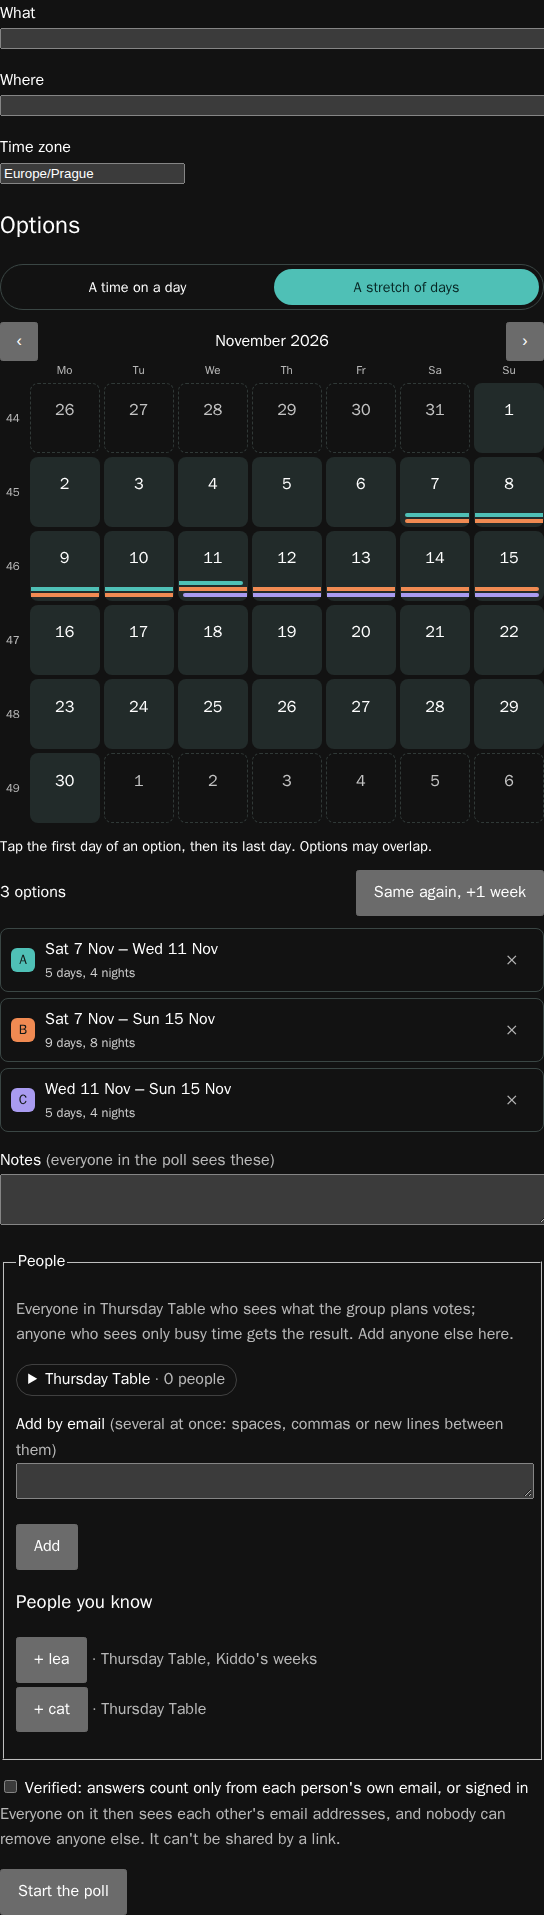 What
Where
Time zone
Europe/Prague
Options
A time on a day
A stretch of days
‹ November 2026 ›
Mo Tu We Th Fr Sa Su
44 26 27 28 29 30 31 1
45 2 3 4 5 6 7 8
46 9 10 11 12 13 14 15
47 16 17 18 19 20 21 22
48 23 24 25 26 27 28 29
49 30 1 2 3 4 5 6
Tap the first day of an option, then its last day. Options may overlap.
3 options
Same again, +1 week
A Sat 7 Nov – Wed 11 Nov ×
5 days, 4 nights
B Sat 7 Nov – Sun 15 Nov ×
9 days, 8 nights
C Wed 11 Nov – Sun 15 Nov ×
5 days, 4 nights
Notes (everyone in the poll sees these)
People
Everyone in Thursday Table who sees what the group plans votes;
anyone who sees only busy time gets the result. Add anyone else here.
▶ Thursday Table · 0 people
Add by email (several at once: spaces, commas or new lines between
them)
Add
People you know
+ lea · Thursday Table, Kiddo's weeks
+ cat · Thursday Table
Verified: answers count only from each person's own email, or signed in
Everyone on it then sees each other's email addresses, and nobody can
remove anyone else. It can't be shared by a link.
Start the poll